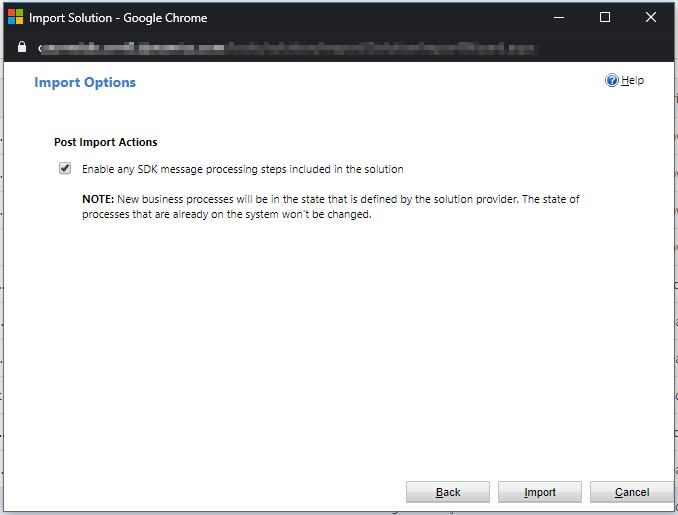 Import Solution - Google Chrome
Import Options
Help
Post Import Actions
Enable any SDK message processing steps included in the solution
NOTE: New business processes will be in the state that is defined by the solution provider. The state of
processes that are already on the system won't be changed.
Back
Import
Cancel